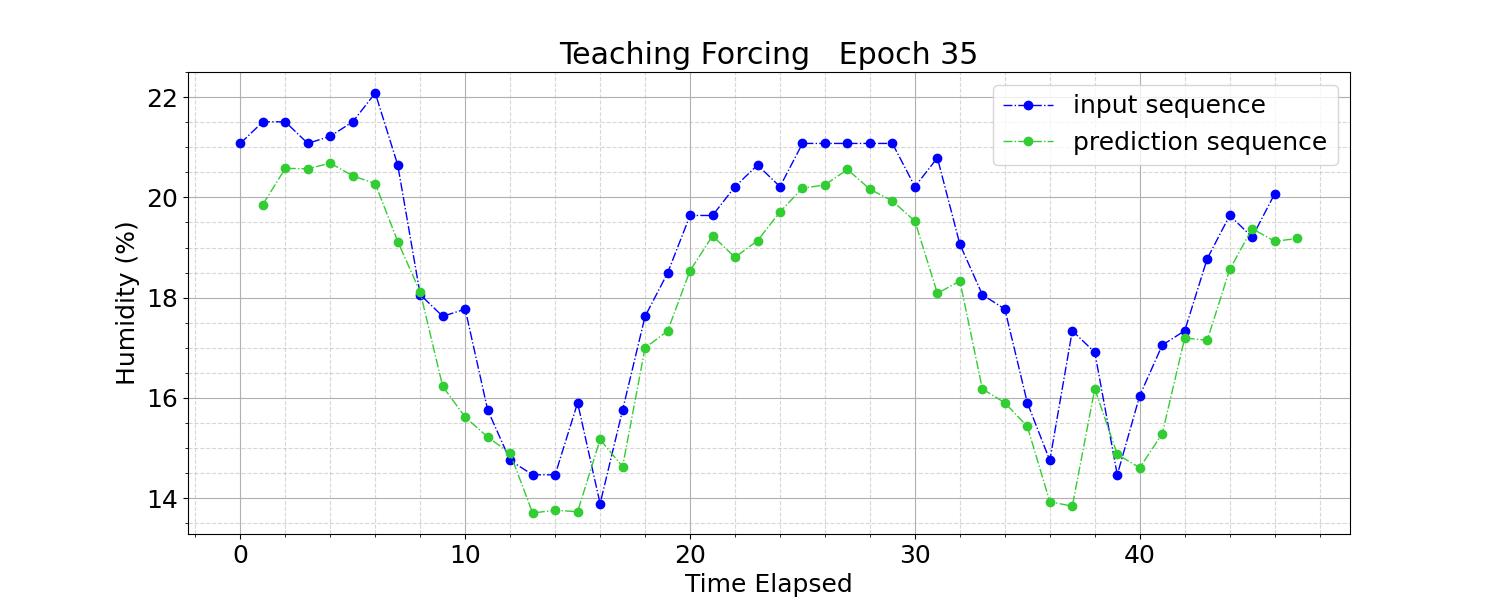 Teaching Forcing   Epoch 35
input sequence
prediction sequence
Humidity (%)
22
20
18
16
14
0 10 20 30 40
Time Elapsed